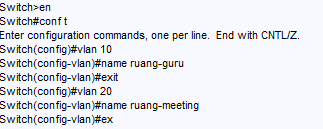 Switch>en
Switch#conf t
Enter configuration commands, one per line.  End with CNTL/Z.
Switch(config)#vlan 10
Switch(config-vlan)#name ruang-guru
Switch(config-vlan)#exit
Switch(config)#vlan 20
Switch(config-vlan)#name ruang-meeting
Switch(config-vlan)#ex